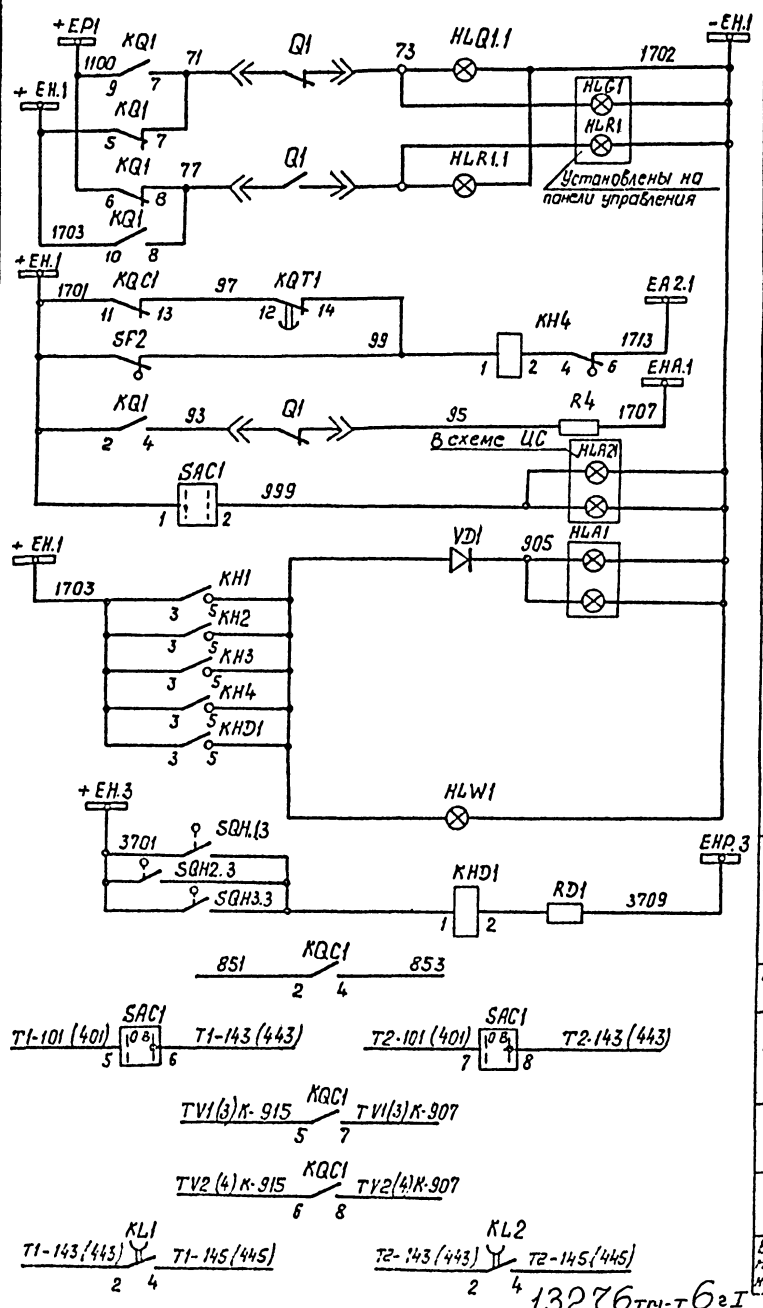 +EP1
-EH.1
1100 KQ1 71 Q1 73 HLQ1.1 1702
9 7
+EH.1
HLG1
KQ1
5 7
HLR1
KQ1 77 Q1 HLR1.1
6 8
Установлены на
панели управления
KQ1
1703
10 8
+EH.1
1701 KQC1 97 KQT1 EA2.1
11 13 12 14
SF2 99 KH4 1713
1 2 4 6
EHA.1
KQ1 93 Q1 95 R4 1707
2 4
В схеме ЦС HLA21
SAC1 999
1 2
+ EH.1
VD1 905 HLA1
1703 KH1
3 5
KH2
3 5
KH3
3 5
KH4
3 5
KHD1
3 5
+EH.3 HLW1
3701 SQH.13 EHP.3
SQH2.3
SQH3.3
KHD1 RD1 3709
1 2
851 KQC1 853
2 4
SAC1 SAC1
T1-101 (401) О В T1-143 (443) T2-101 (401) О В T2-143 (443)
5 6 7 8
TV1(3)К-915 KQC1 TV1(3)К-907
5 7
TV2(4)К-915 KQC1 TV2(4)К-907
6 8
T1-143(443) KL1 T1-145(445) T2-143(443) KL2 T2-145(445)
2 4 2 4
13276тм-т 6 г.I